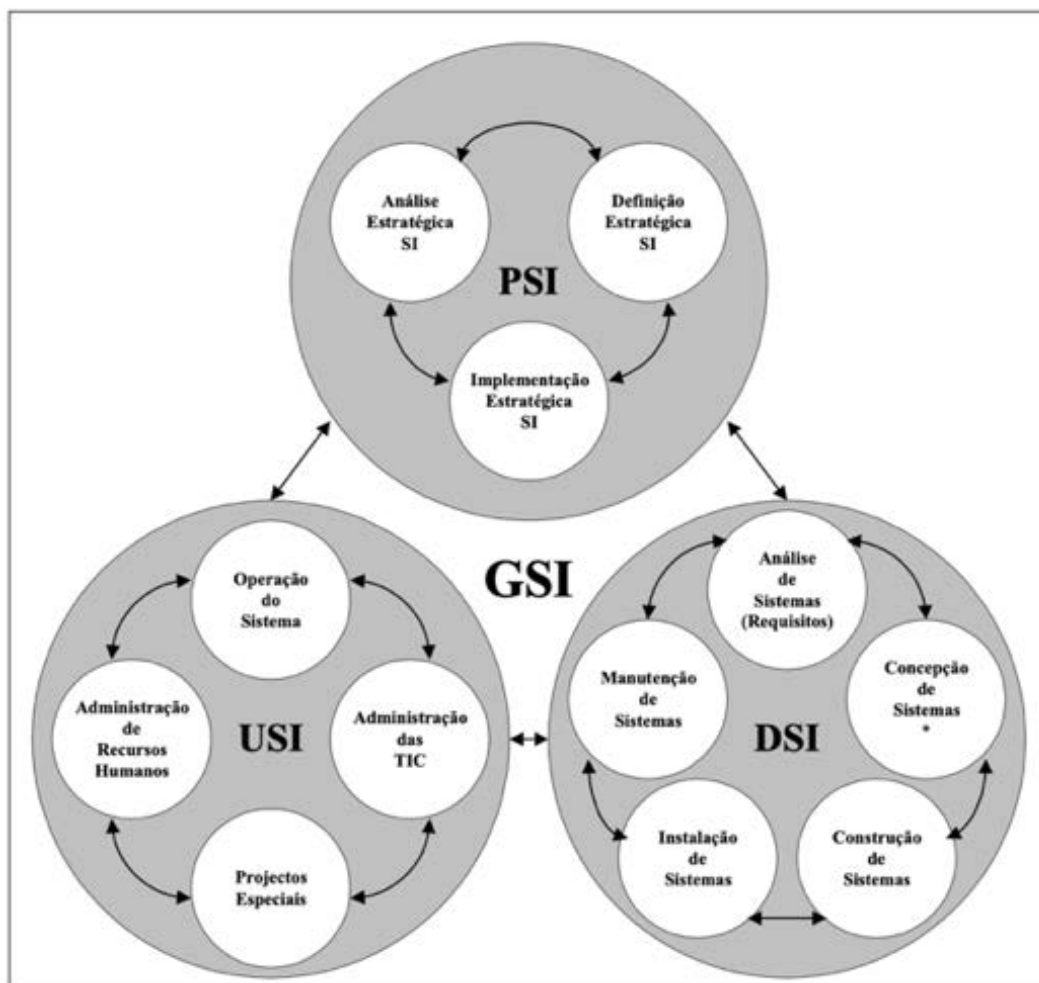 Análise
Estratégica
SI
Definição
Estratégica
SI
PSI
Implementação
Estratégica
SI
GSI
Operação
do
Sistema
Administração
de
Recursos
Humanos
USI
Administração
das
TIC
Projectos
Especiais
Análise
de
Sistemas
(Requisitos)
Manutenção
de
Sistemas
Concepção
de
Sistemas
*
DSI
Instalação
de
Sistemas
Construção
de
Sistemas